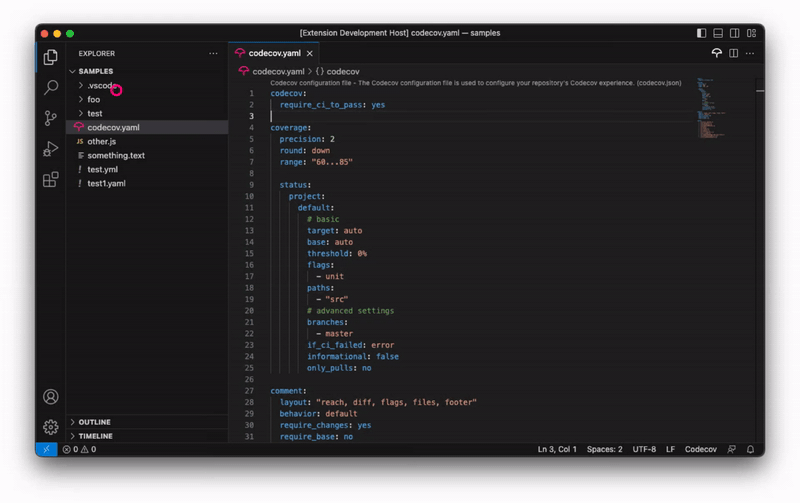 [Extension Development Host] codecov.yaml — samples
EXPLORER
SAMPLES
.vscode
foo
test
codecov.yaml
JS other.js
something.text
! test.yml
! test1.yaml
OUTLINE
TIMELINE
codecov.yaml
codecov.yaml > {} codecov
Codecov configuration file - The Codecov configuration file is used to configure your repository's Codecov experience. (codecov.json)
1 codecov:
2 require_ci_to_pass: yes
3
4 coverage:
5 precision: 2
6 round: down
7 range: "60...85"
8
9 status:
10 project:
11 default:
12 # basic
13 target: auto
14 base: auto
15 threshold: 0%
16 flags:
17 - unit
18 paths:
19 - "src"
20 # advanced settings
21 branches:
22 - master
23 if_ci_failed: error
24 informational: false
25 only_pulls: no
26
27 comment:
28 layout: "reach, diff, flags, files, footer"
29 behavior: default
30 require_changes: yes
31 require_base: no
0 0 Ln 3, Col 1 Spaces: 2 UTF-8 LF Codecov